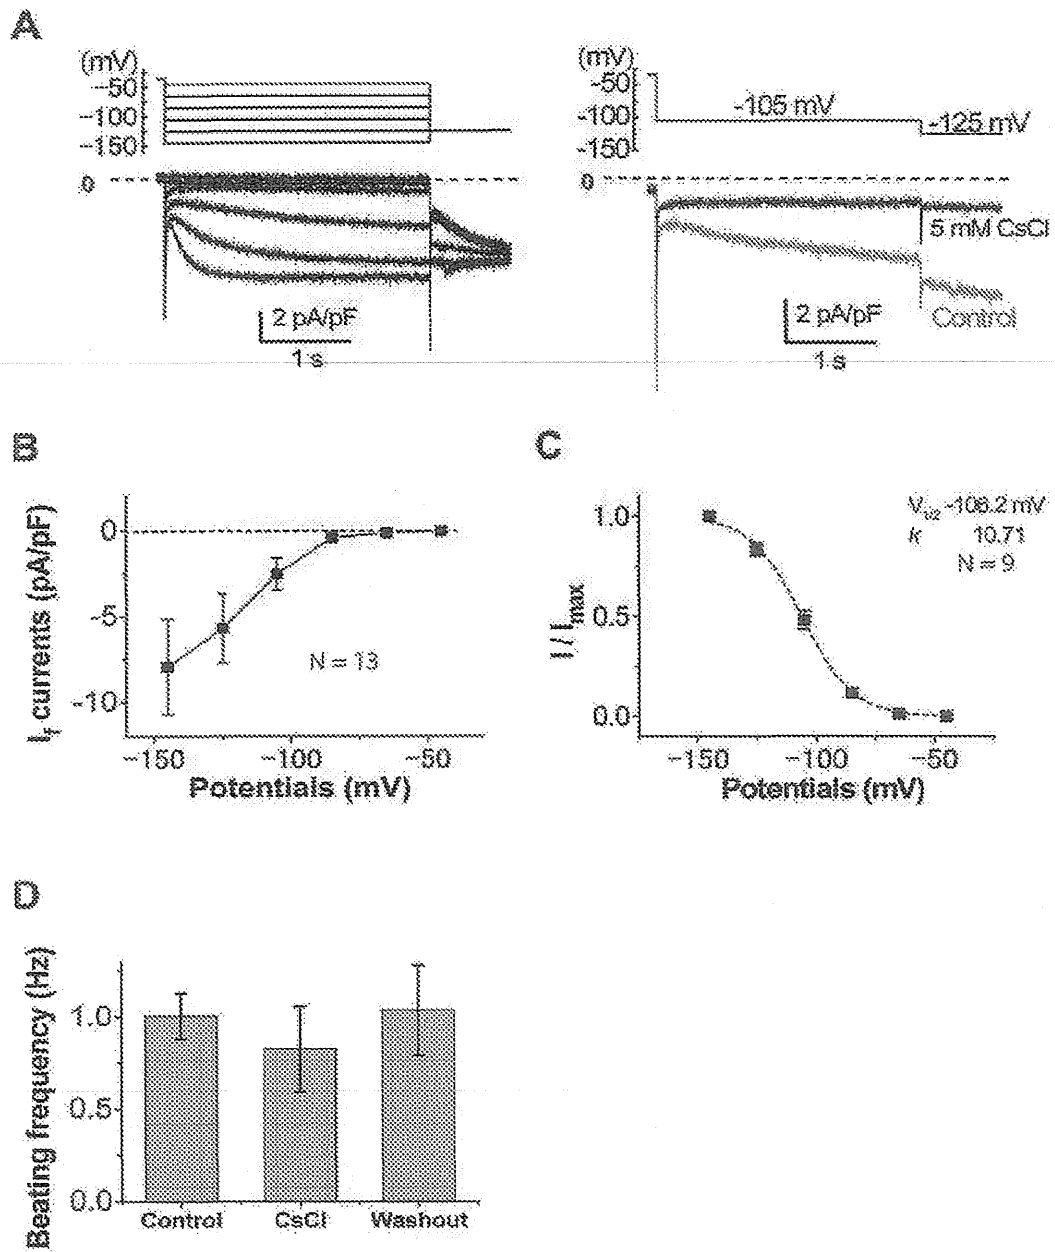 A
(mV)
-50
-100
-150
0
2 pA/pF
1 s
(mV)
-50
-100
-150
-105 mV
-125 mV
0
5 mM CsCl
2 pA/pF
1 s
Control
B
If currents (pA/pF)
0
-5
-10
N = 13
-150
-100
-50
Potentials (mV)
C
I / Imax
1.0
0.5
0.0
V1/2 -106.2 mV
k 10.71
N = 9
-150
-100
-50
Potentials (mV)
D
Beating frequency (Hz)
1.0
0.5
0.0
Control
CsCl
Washout